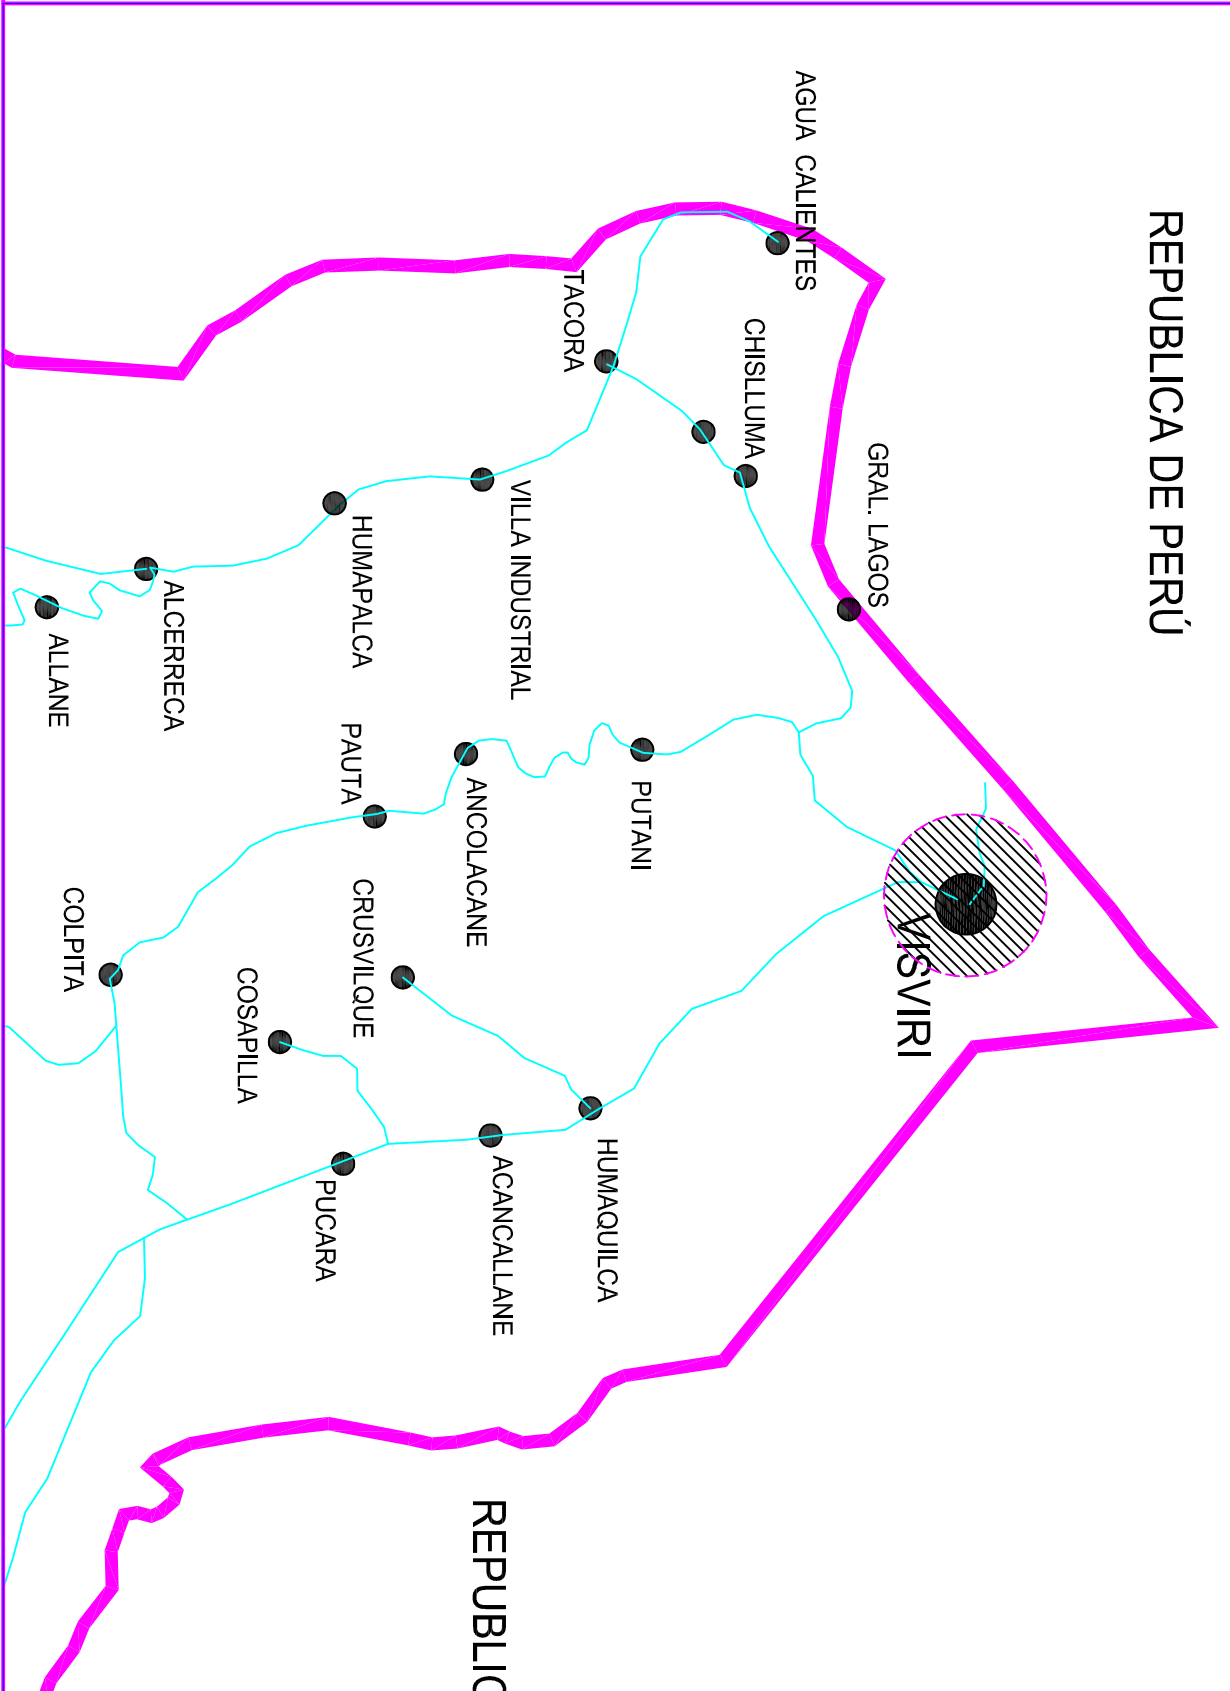 REPUBLICA DE PERÚ
VISVIRI
GRAL. LAGOS
AGUA CALIENTES
CHISLLUMA
PUTANI
HUMAQUILCA
TACORA
VILLA INDUSTRIAL
ACANCALLANE
REPUBLIC
ANCOLACANE
HUMAPALCA
CRUSVILQUE
PAUTA
PUCARA
COSAPILLA
ALCERRECA
COLPITA
ALLANE